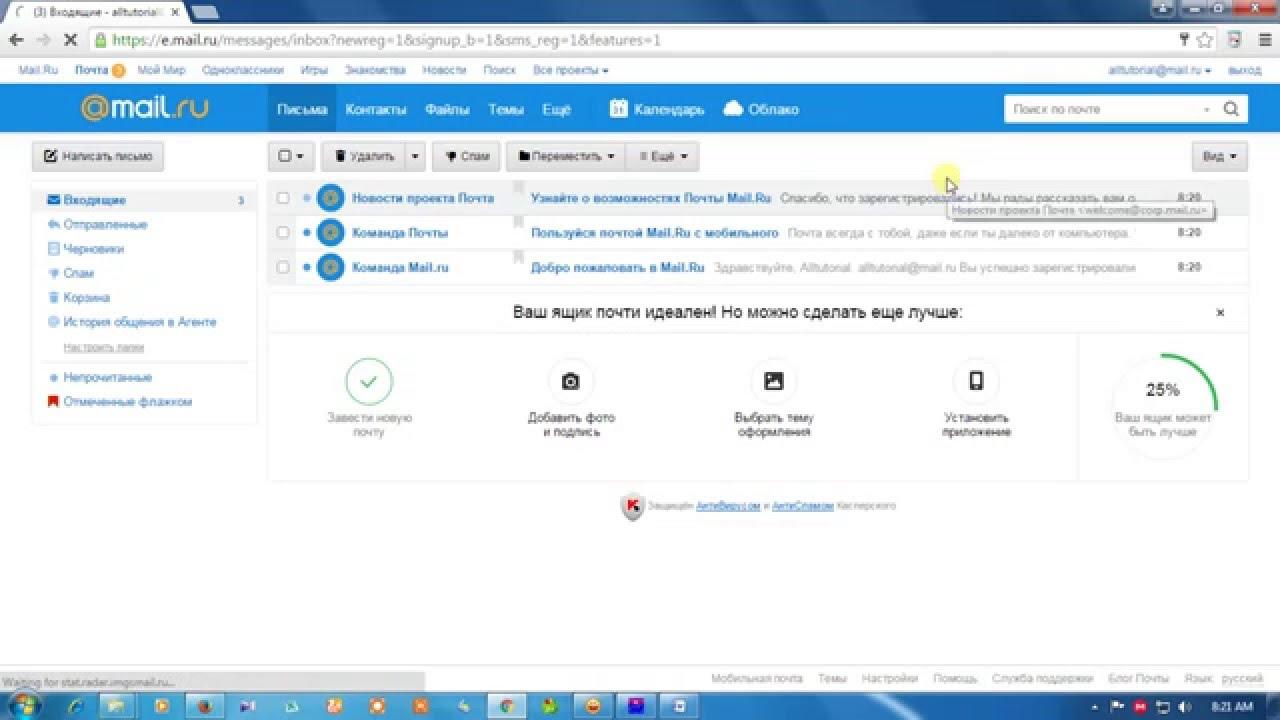 (3) Входящие - alltutorial
https://e.mail.ru/messages/inbox?newreg=1&signup_b=1&sms_reg=1&features=1
Mail.Ru Почта 3 Мой Мир Одноклассники Игры Знакомства Новости Поиск Все проекты alltutorial@mail.ru выход
@mail.ru Письма Контакты Файлы Темы Ещё 31 Календарь Облако Поиск по почте
Написать письмо Удалить Спам Переместить Ещё Вид
Входящие 3
Отправленные
Черновики
Спам
Корзина
История общения в Агенте
Настроить папки
Непрочитанные
Отмеченные флажком
Новости проекта Почта Узнайте о возможностях Почты Mail.Ru Спасибо, что зарегистрировались! Мы рады рассказать вам о 8:20
Новости проекта Почта <welcome@corp.mail.ru>
Команда Почты Пользуйся почтой Mail.Ru с мобильного Почта всегда с тобой, даже если ты далеко от компьютера. 8:20
Команда Mail.ru Добро пожаловать в Mail.Ru Здравствуйте, Alltutorial alltutorial@mail.ru Вы успешно зарегистрировали 8:20
Ваш ящик почти идеален! Но можно сделать еще лучше:
Завести новую
почту
Добавить фото
и подпись
Выбрать тему
оформления
Установить
приложение
25%
Ваш ящик может
быть лучше
Защищён АнтиВирусом и АнтиСпамом Касперского
Мобильная почта Темы Настройки Помощь Служба поддержки Блог Почты Язык русский
Waiting for stat.radar.imgsmail.ru...
8:21 AM